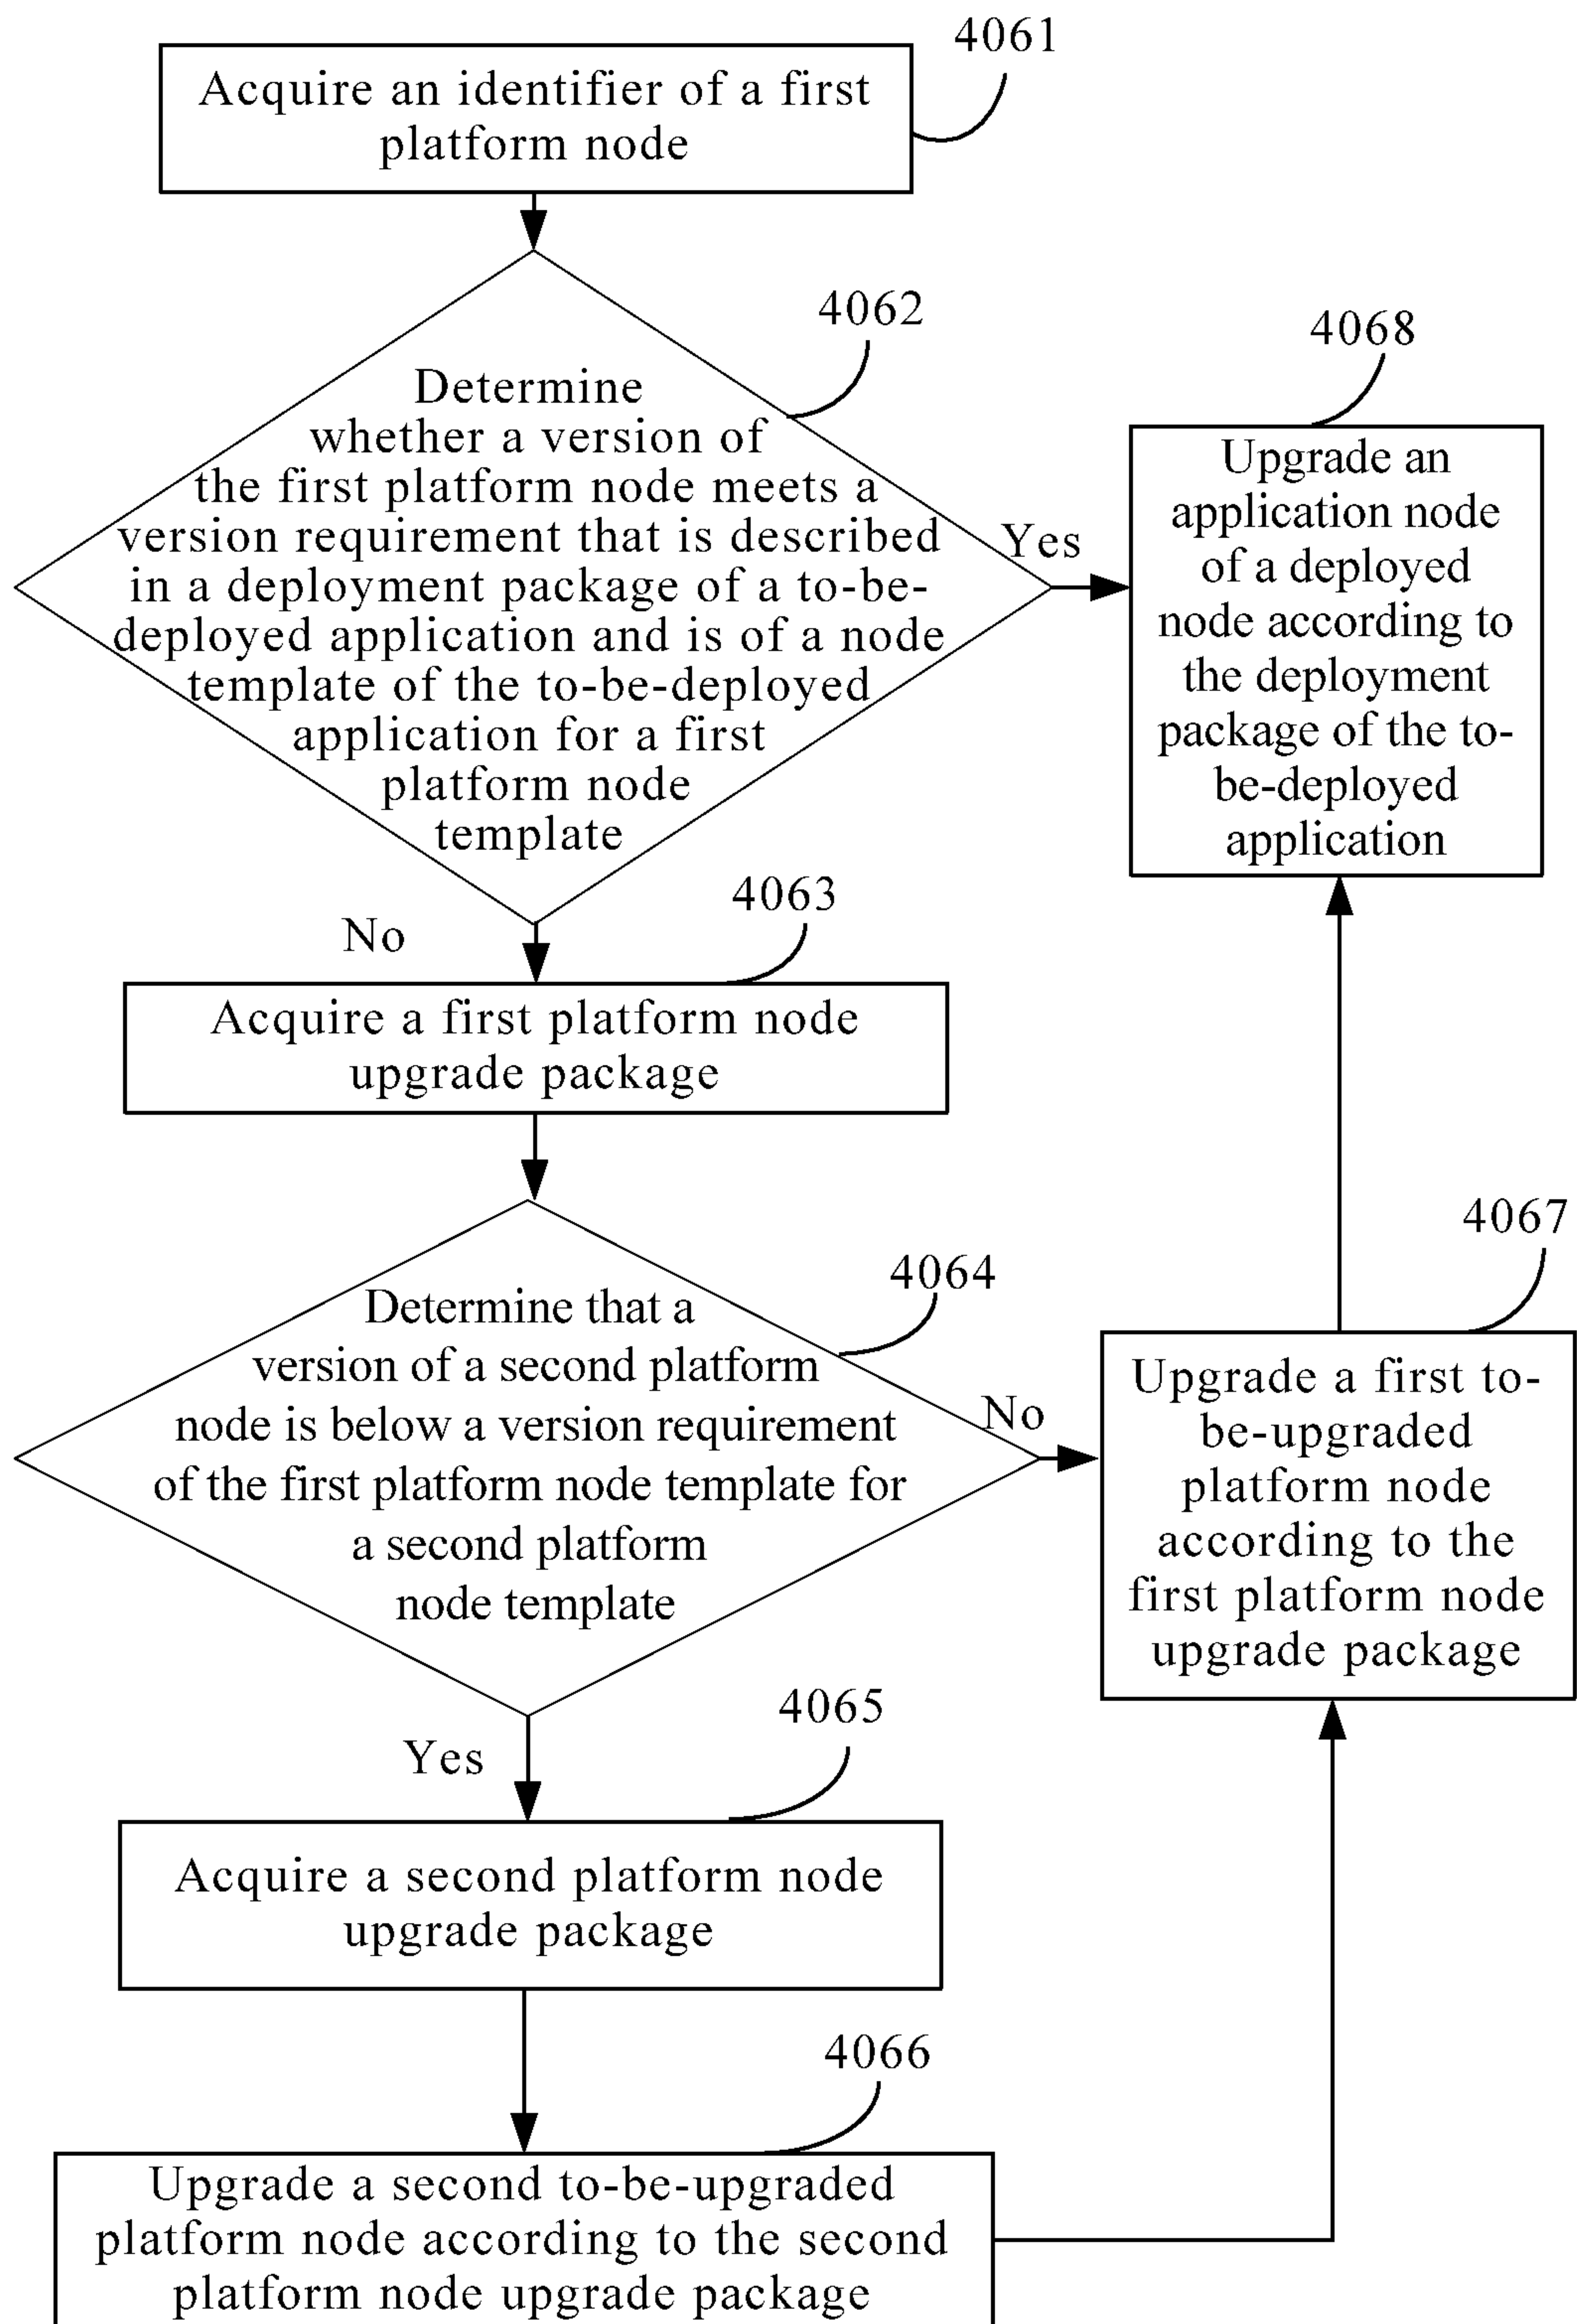 4061
Acquire an identifier of a first
platform node
4062
Determine
whether a version of
the first platform node meets a
version requirement that is described
in a deployment package of a to-be-
deployed application and is of a node
template of the to-be-deployed
application for a first
platform node
template
Yes
4068
Upgrade an
application node
of a deployed
node according to
the deployment
package of the to-
be-deployed
application
No
4063
Acquire a first platform node
upgrade package
4064
Determine that a
version of a second platform
node is below a version requirement
of the first platform node template for
a second platform
node template
No
4067
Upgrade a first to-
be-upgraded
platform node
according to the
first platform node
upgrade package
Yes
4065
Acquire a second platform node
upgrade package
4066
Upgrade a second to-be-upgraded
platform node according to the second
platform node upgrade package